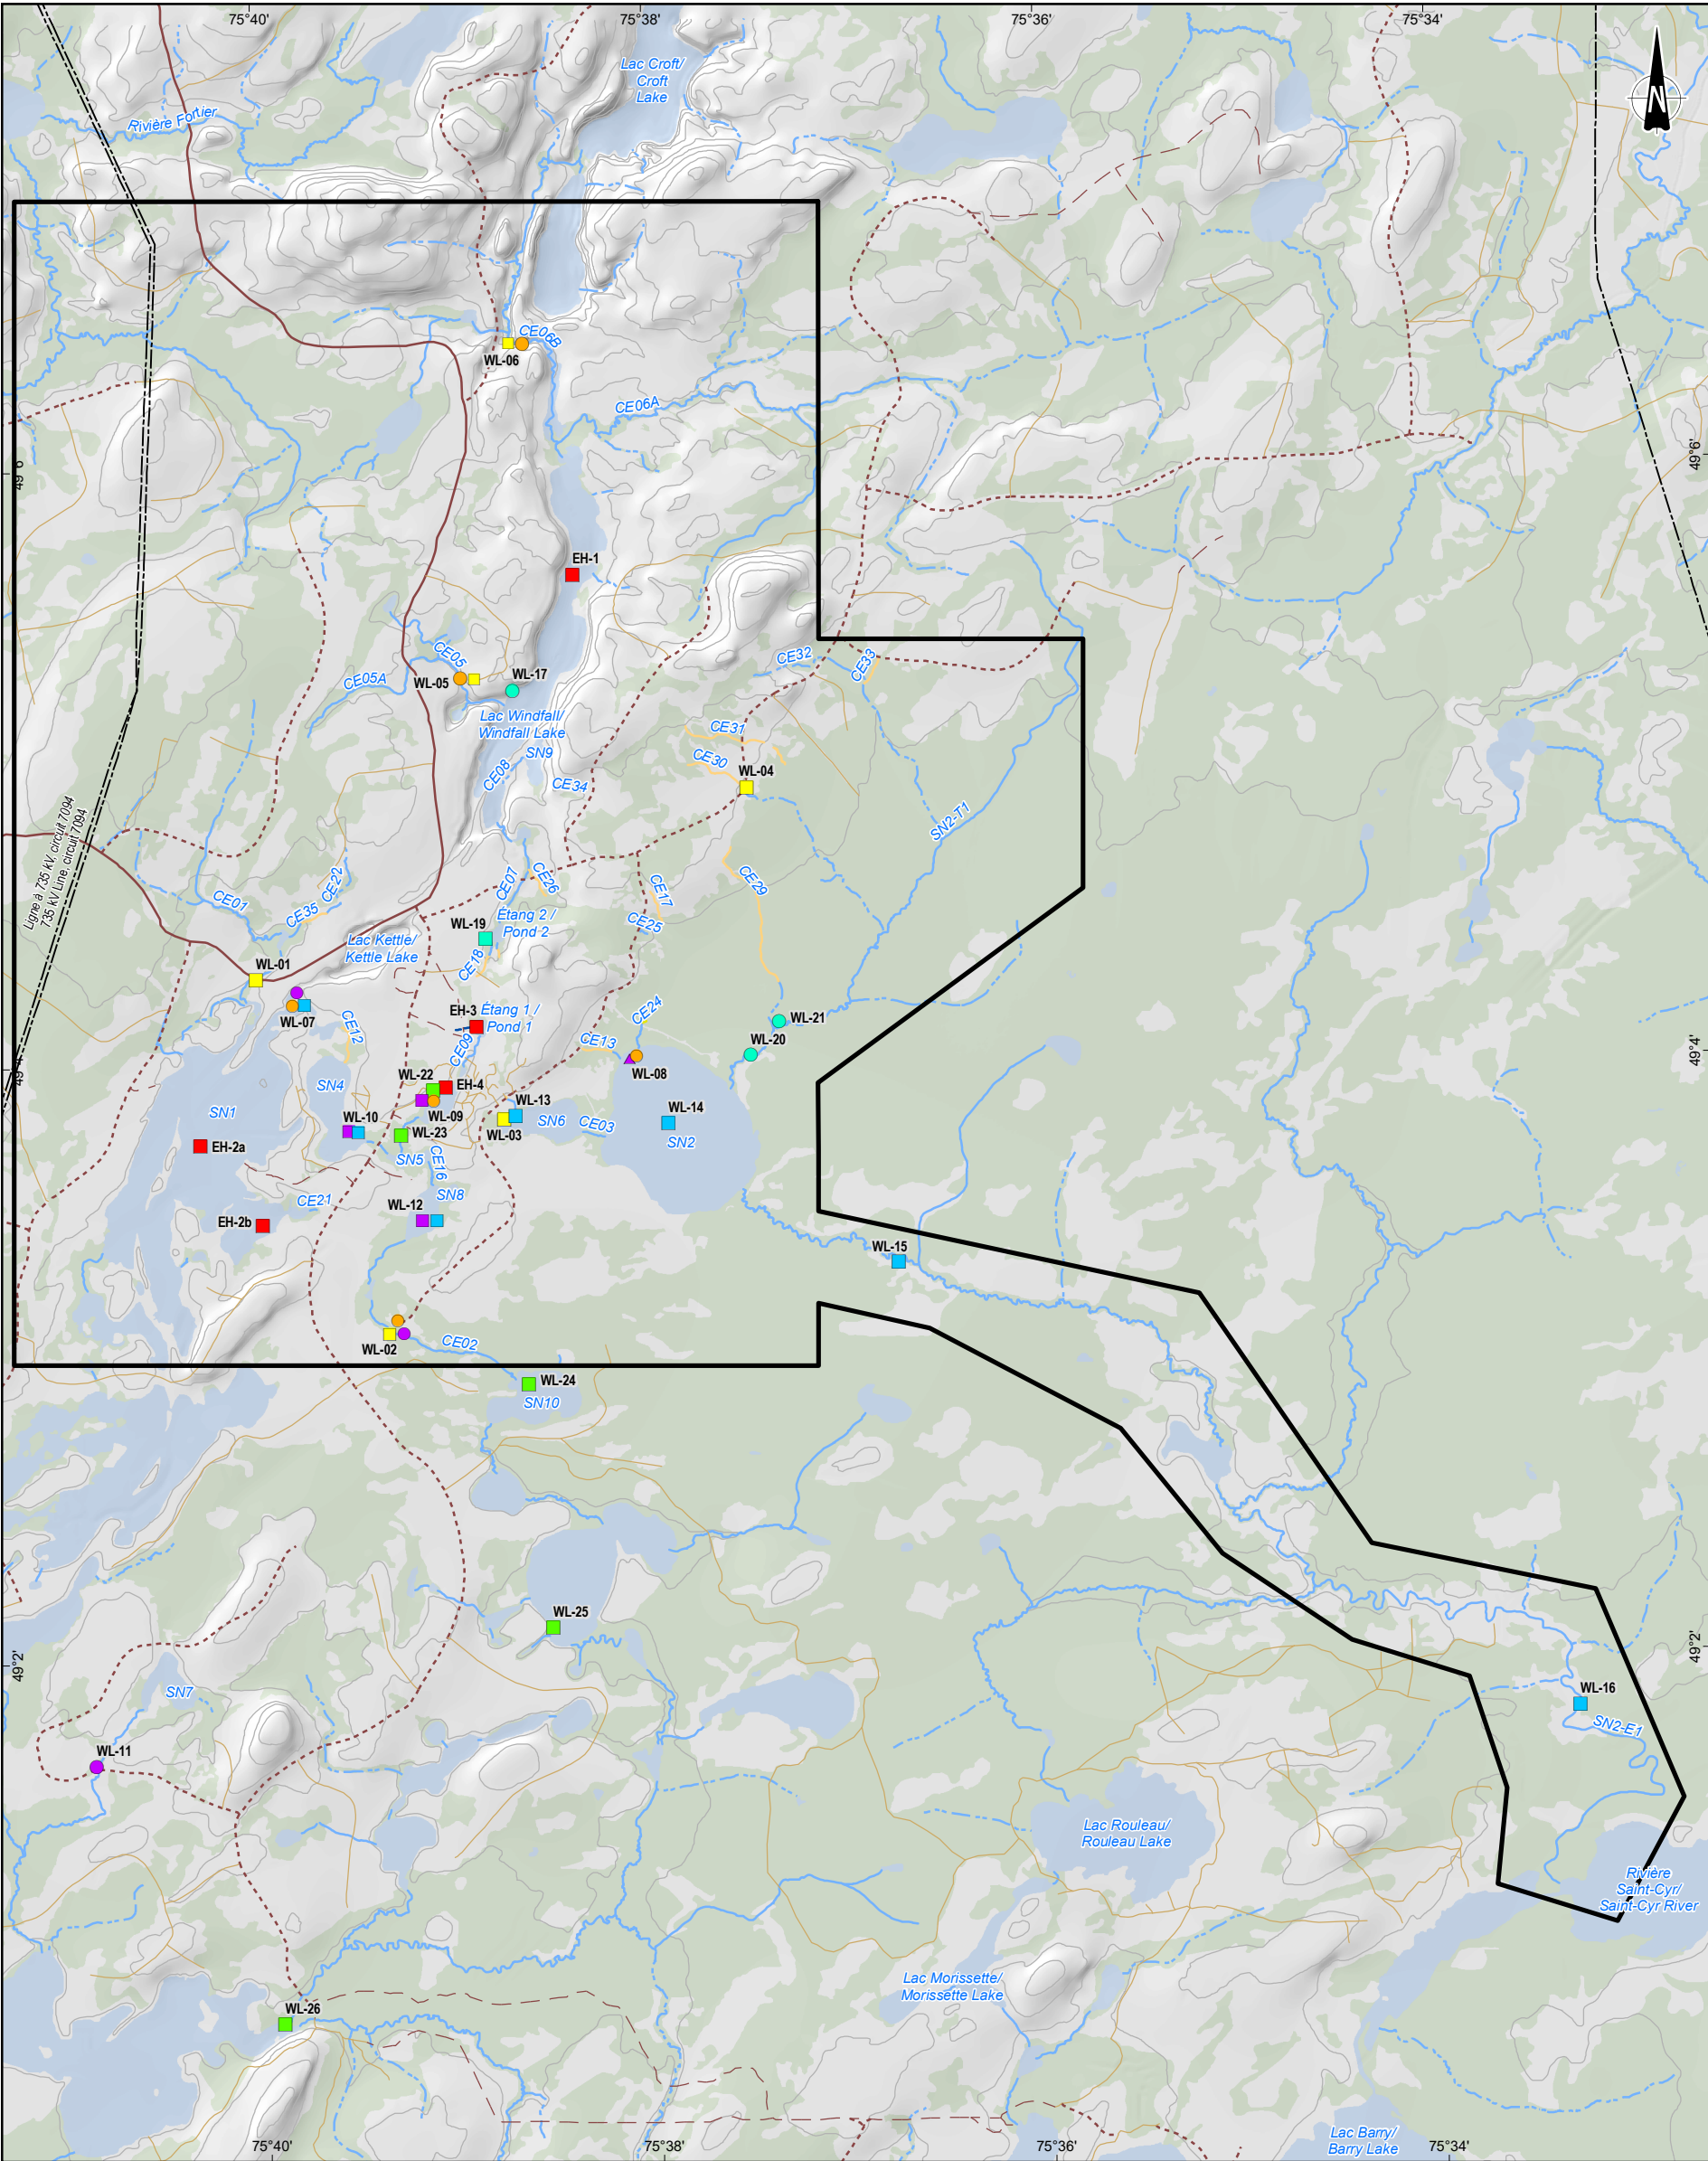 75°40'
75°38'
75°36'
75°34'
Lac Croft/
Croft
Lake
N
Rivière Fortier
CE06B
WL-06
CE06A
49°6'
49°6'
EH-1
CE05
CE32
CE33
CE05A
WL-05
WL-17
Lac Windfall/
Windfall Lake
SN9
CE31
CE30
CE08
CE34
WL-04
SN2-T1
Ligne à 735 kV, circuit 7094
735 kV Line, circuit 7094
CE01
CE35
CE22
CE07
CE26
CE17
CE29
Étang 2 /
Pond 2
CE25
WL-19
Lac Kettle/
Kettle Lake
CE18
WL-01
WL-07
CE12
EH-3
Étang 1 /
Pond 1
CE24
WL-21
CE09
CE13
WL-20
49°4'
49°4'
WL-08
WL-22
EH-4
SN4
SN1
WL-13
WL-14
WL-10
WL-09
WL-03
SN6
CE03
WL-23
SN2
EH-2a
SN5
CE16
CE21
SN8
WL-12
EH-2b
WL-15
CE02
WL-02
WL-24
SN10
WL-25
49°2'
49°2'
SN7
WL-16
SN2-E1
WL-11
Lac Rouleau/
Rouleau Lake
Rivière
Saint-Cyr/
Saint-Cyr River
Lac Morissette/
Morissette Lake
WL-26
Lac Barry/
Barry Lake
75°40'
75°38'
75°36'
75°34'